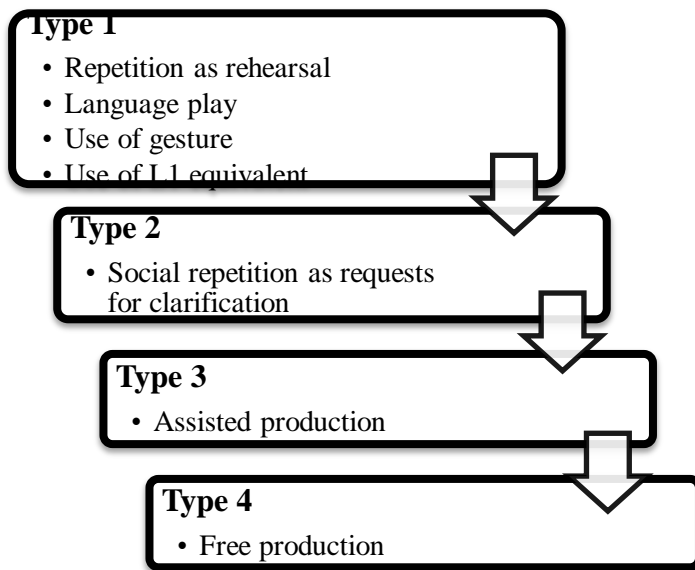 Type 1
• Repetition as rehearsal
• Language play
• Use of gesture
• Use of L1 equivalent
Type 2
• Social repetition as requests
for clarification
Type 3
• Assisted production
Type 4
• Free production